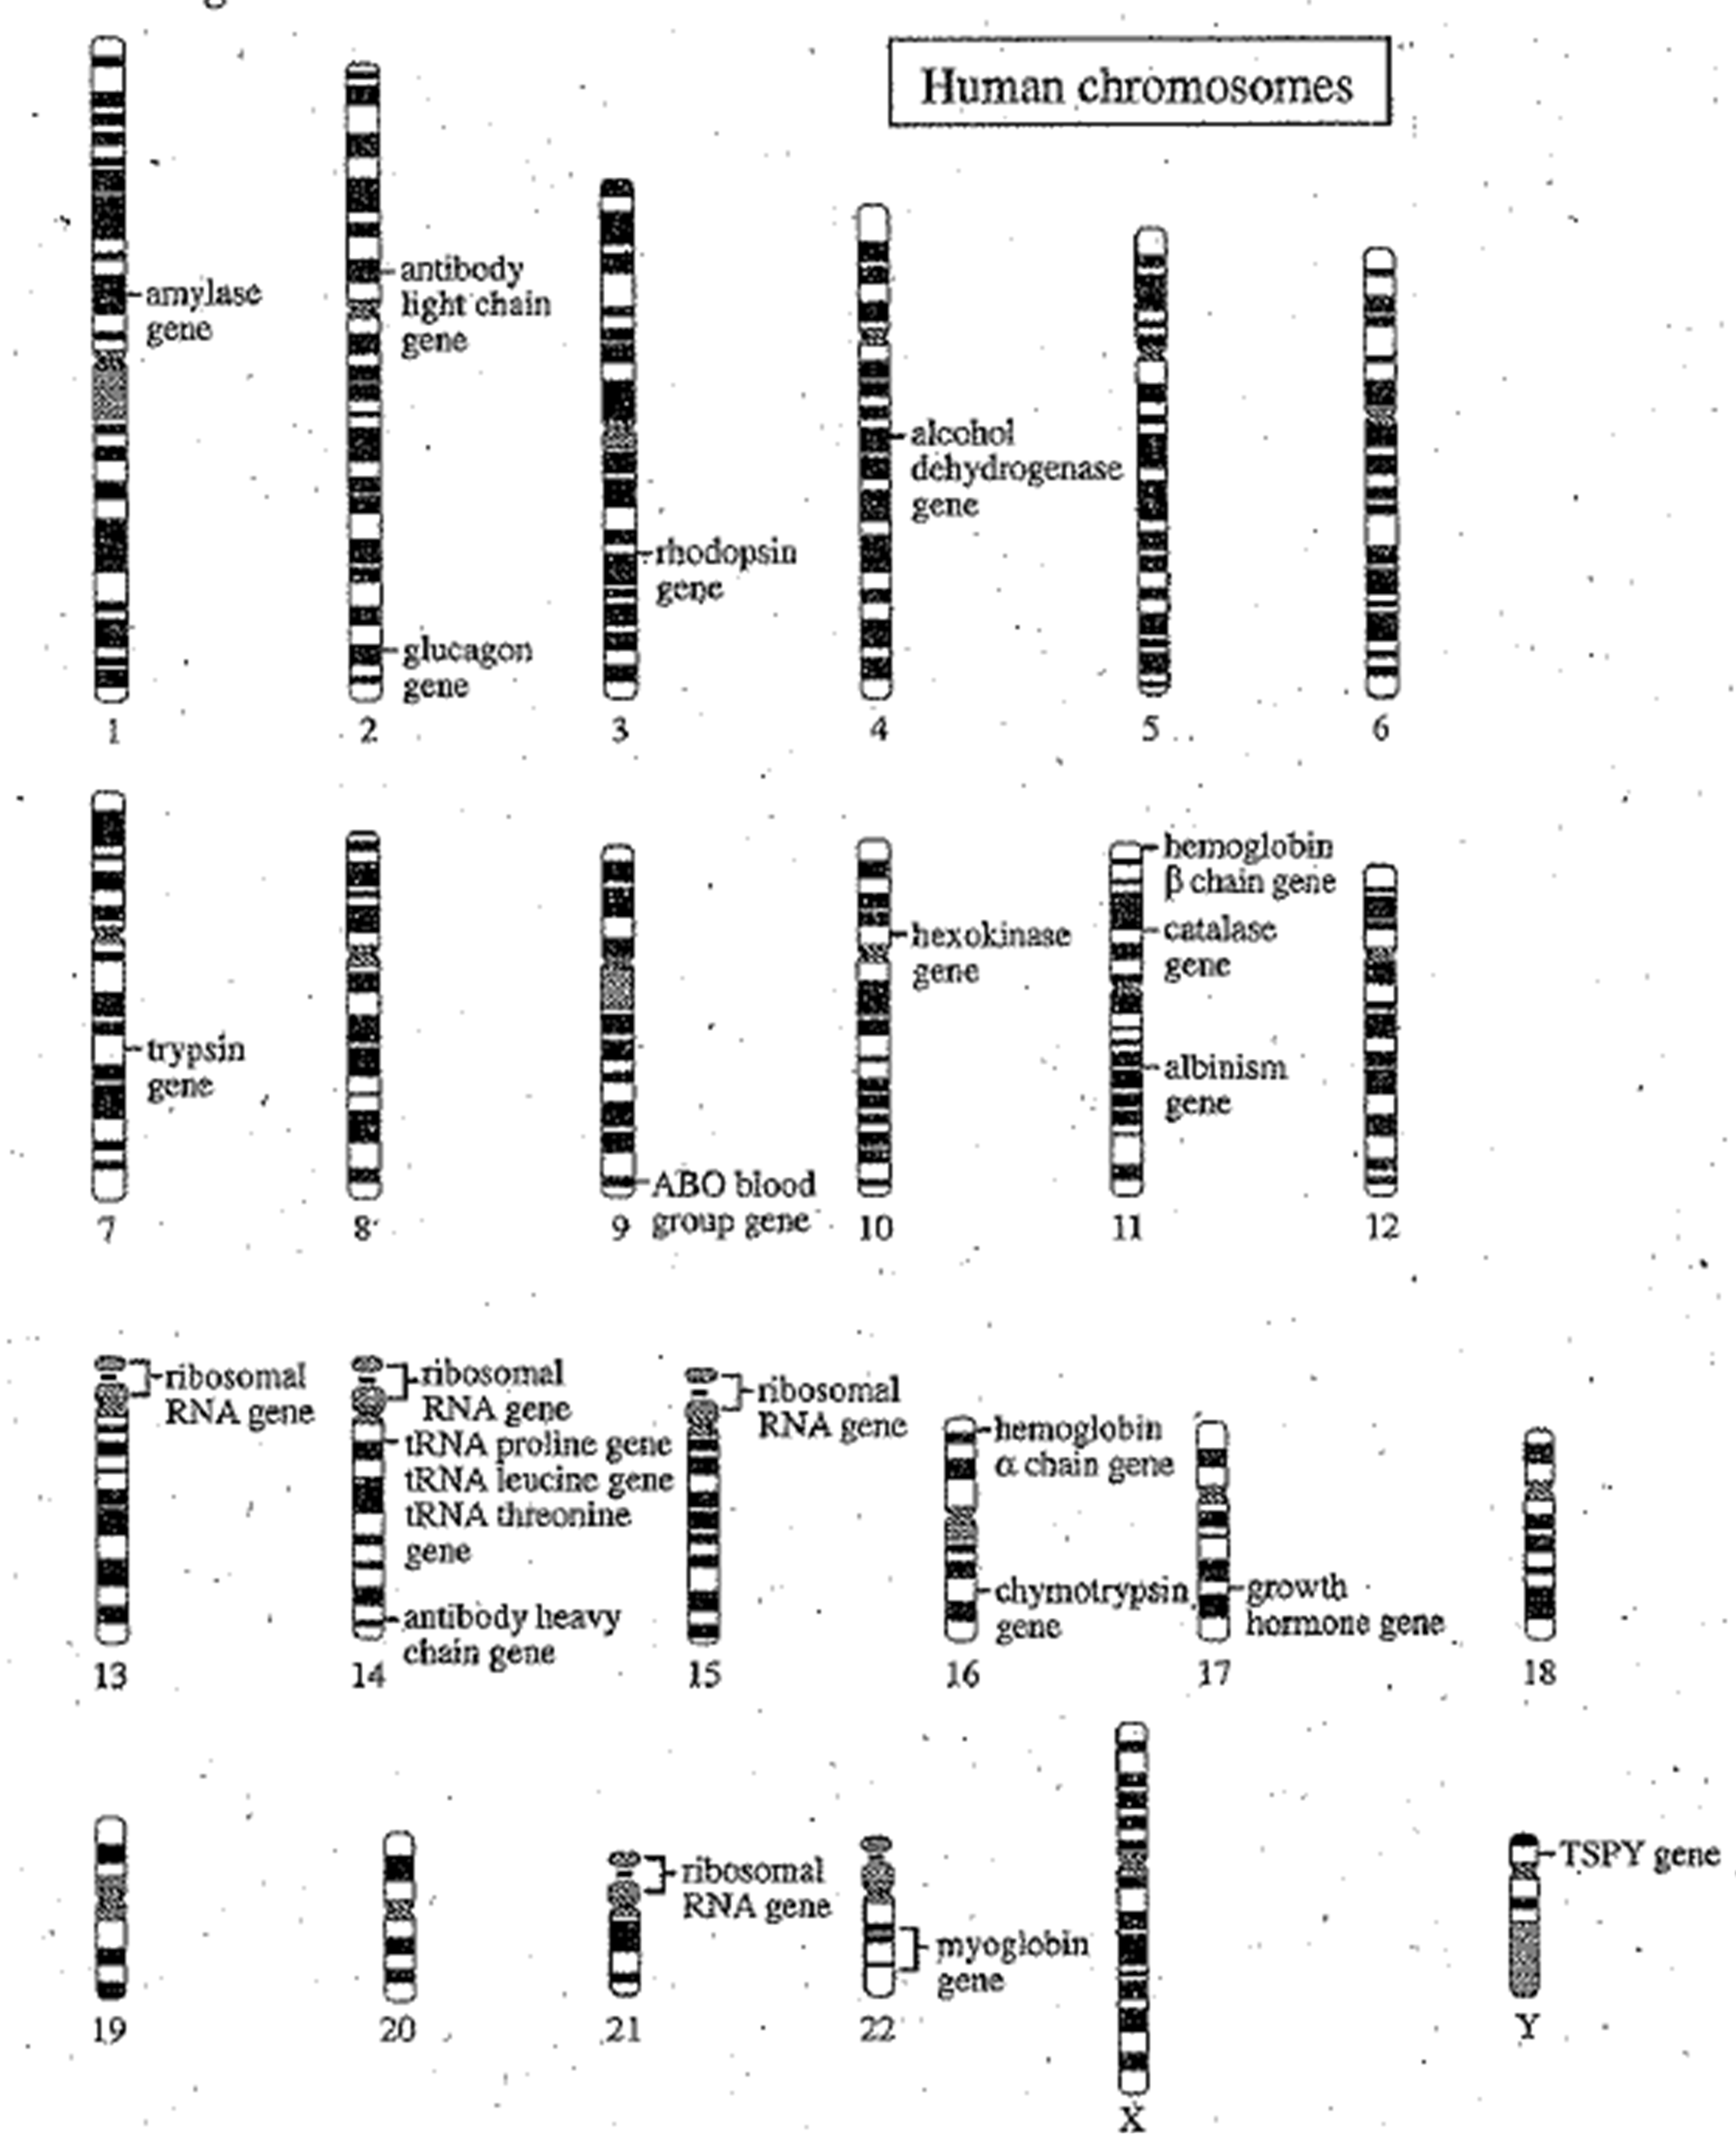 Human chromosomes
amylase
gene
antibody
light chain
gene
glucagon
gene
rhodopsin
gene
alcohol
dehydrogenase
gene
1
2
3
4
5
6
trypsin
gene
ABO blood
group gene
hexokinase
gene
hemoglobin
β chain gene
catalase
gene
albinism
gene
7
8
9
10
11
12
ribosomal
RNA gene
ribosomal
RNA gene
tRNA proline gene
tRNA leucine gene
tRNA threonine
gene
antibody heavy
chain gene
ribosomal
RNA gene
hemoglobin
α chain gene
chymotrypsin
gene
growth
hormone gene
13
14
15
16
17
18
ribosomal
RNA gene
myoglobin
gene
TSPY gene
19
20
21
22
X
Y